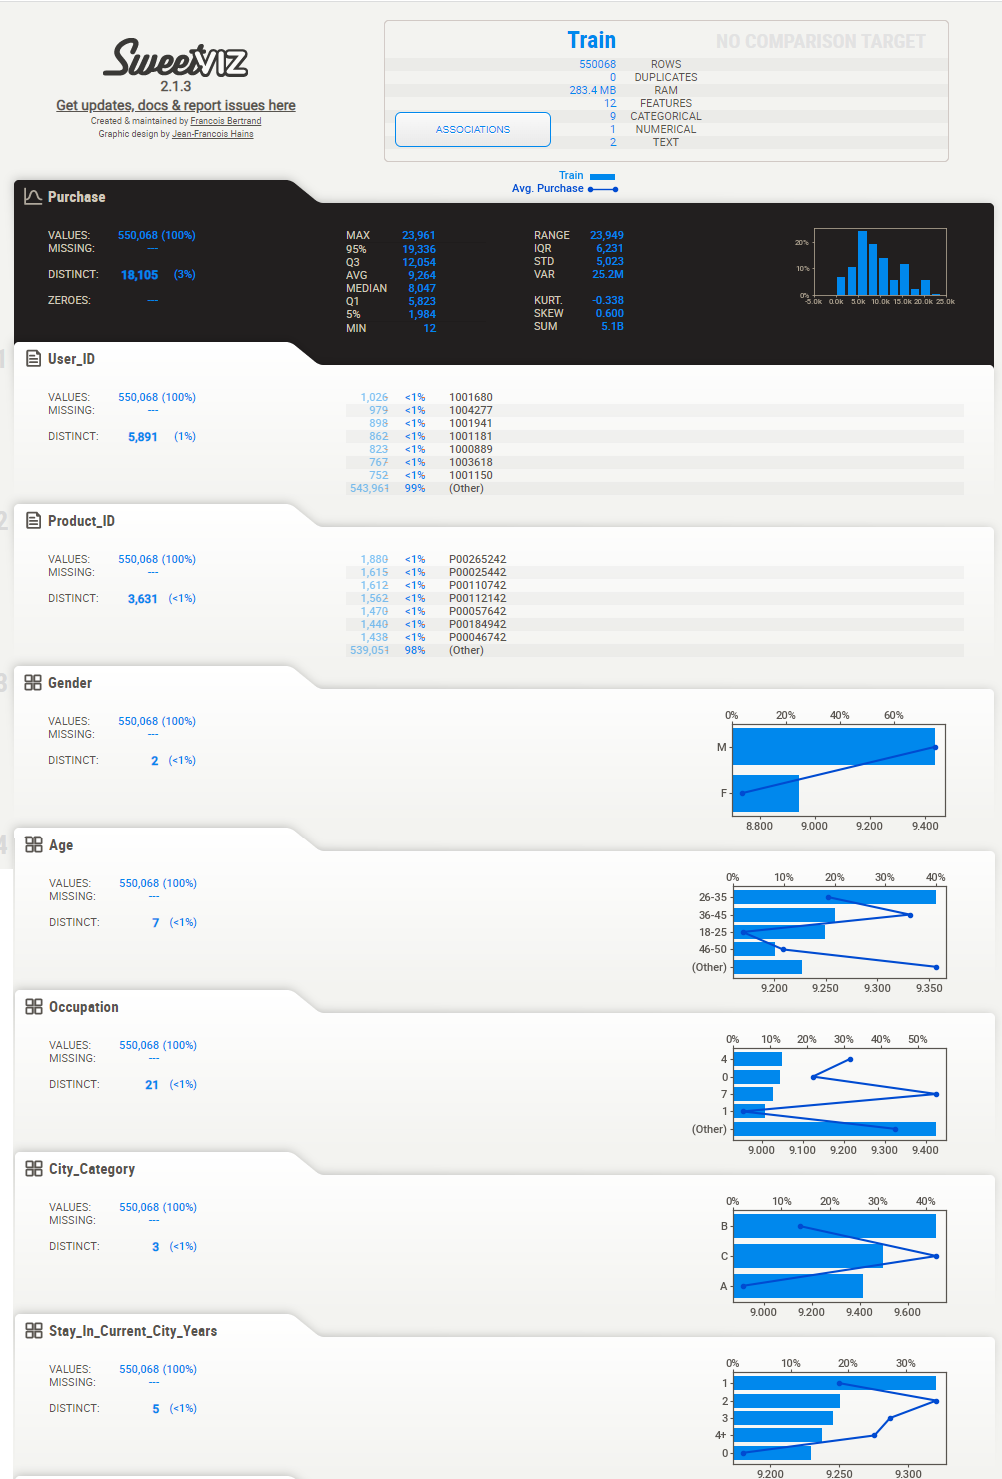 SweetVIZ
2.1.3
Get updates, docs & report issues here
Created & maintained by Francois Bertrand
Graphic design by Jean-Francois Hains
Train NO COMPARISON TARGET
550068 ROWS
0 DUPLICATES
283.4 MB RAM
12 FEATURES
9 CATEGORICAL
1 NUMERICAL
2 TEXT
ASSOCIATIONS
Train
Avg. Purchase
Purchase
VALUES: 550,068 (100%)
MISSING: ---
DISTINCT: 18,105 (3%)
ZEROES: ---
MAX 23,961
95% 19,336
Q3 12,054
AVG 9,264
MEDIAN 8,047
Q1 5,823
5% 1,984
MIN 12
RANGE 23,949
IQR 6,231
STD 5,023
VAR 25.2M
KURT. -0.338
SKEW 0.600
SUM 5.1B
20%
10%
0%
-5.0k 0.0k 5.0k 10.0k 15.0k 20.0k 25.0k
1
User_ID
VALUES: 550,068 (100%)
MISSING: ---
DISTINCT: 5,891 (1%)
1,026 <1% 1001680
979 <1% 1004277
898 <1% 1001941
862 <1% 1001181
823 <1% 1000889
767 <1% 1003618
752 <1% 1001150
543,961 99% (Other)
2
Product_ID
VALUES: 550,068 (100%)
MISSING: ---
DISTINCT: 3,631 (<1%)
1,880 <1% P00265242
1,615 <1% P00025442
1,612 <1% P00110742
1,562 <1% P00112142
1,470 <1% P00057642
1,440 <1% P00184942
1,438 <1% P00046742
539,051 98% (Other)
3
Gender
VALUES: 550,068 (100%)
MISSING: ---
DISTINCT: 2 (<1%)
0% 20% 40% 60%
M
F
8.800 9.000 9.200 9.400
4
Age
VALUES: 550,068 (100%)
MISSING: ---
DISTINCT: 7 (<1%)
0% 10% 20% 30% 40%
26-35
36-45
18-25
46-50
(Other)
9.200 9.250 9.300 9.350
Occupation
VALUES: 550,068 (100%)
MISSING: ---
DISTINCT: 21 (<1%)
0% 10% 20% 30% 40% 50%
4
0
7
1
(Other)
9.000 9.100 9.200 9.300 9.400
City_Category
VALUES: 550,068 (100%)
MISSING: ---
DISTINCT: 3 (<1%)
0% 10% 20% 30% 40%
B
C
A
9.000 9.200 9.400 9.600
Stay_In_Current_City_Years
VALUES: 550,068 (100%)
MISSING: ---
DISTINCT: 5 (<1%)
0% 10% 20% 30%
1
2
3
4+
0
9.200 9.250 9.300